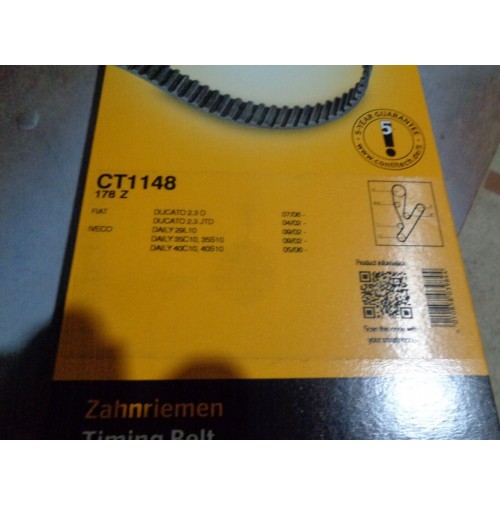 5-YEAR GUARANTEE
5
www.contitech.de/5
CT1148
178 Z
FIAT DUCATO 2.3 D 07/06 -
DUCATO 2.3 JTD 04/02 -
IVECO DAILY 29L10 09/02 -
DAILY 35C10, 35S10 09/02 -
DAILY 40C10, 40S10 05/06 -
Product information
Scan this code with
your smartphone
Zahnriemen
Timing Belt